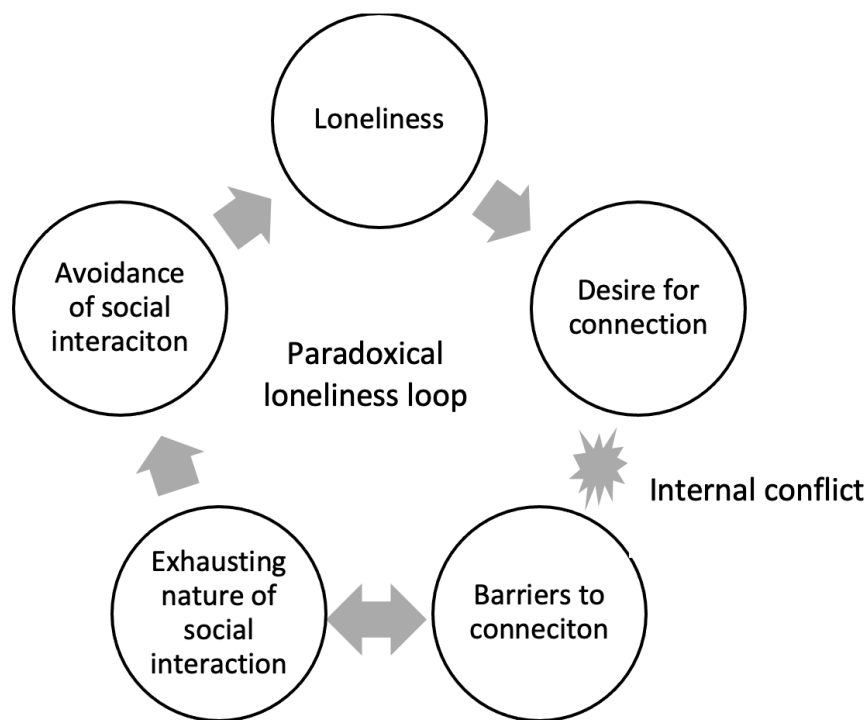 Loneliness
Avoidance
of social
interaciton
Desire for
connection
Paradoxical
loneliness loop
Internal conflict
Exhausting
nature of
social
interaction
Barriers to
conneciton